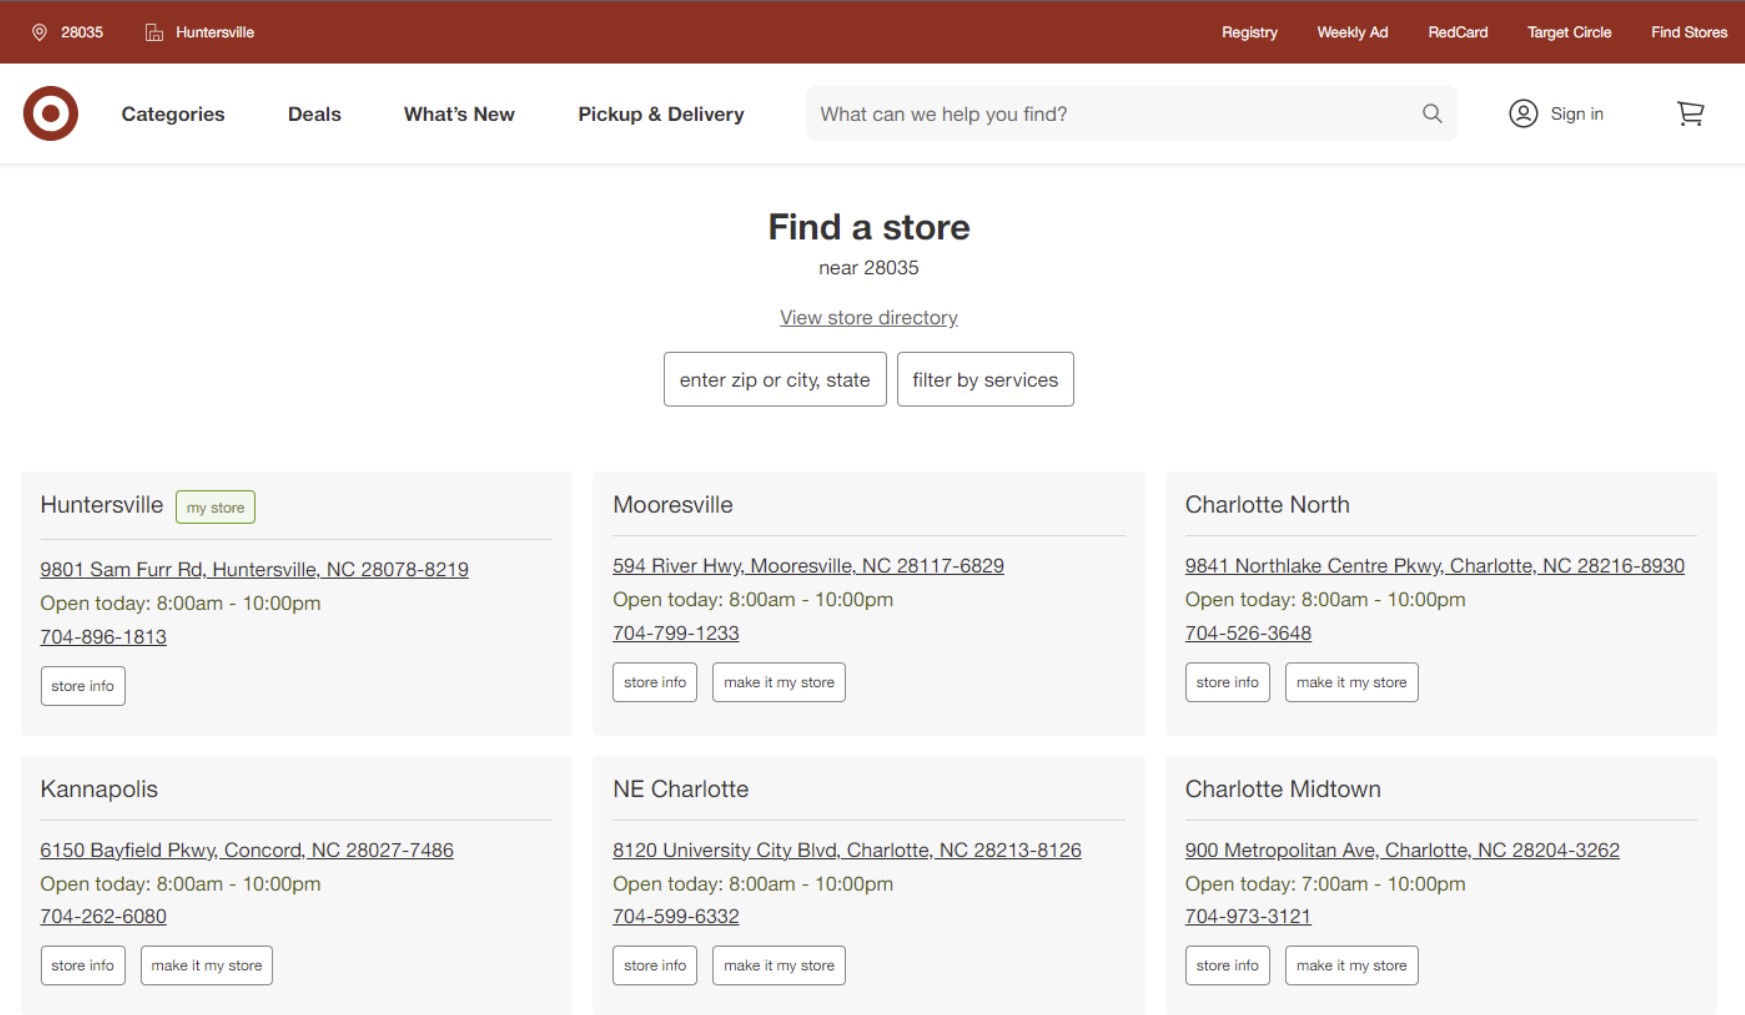 28035 Huntersville Registry Weekly Ad RedCard Target Circle Find Stores
Categories Deals What's New Pickup & Delivery What can we help you find? Sign in
Find a store
near 28035
View store directory
enter zip or city, state filter by services
Huntersville my store
9801 Sam Furr Rd, Huntersville, NC 28078-8219
Open today: 8:00am - 10:00pm
704-896-1813
store info
Mooresville
594 River Hwy, Mooresville, NC 28117-6829
Open today: 8:00am - 10:00pm
704-799-1233
store info make it my store
Charlotte North
9841 Northlake Centre Pkwy, Charlotte, NC 28216-8930
Open today: 8:00am - 10:00pm
704-526-3648
store info make it my store
Kannapolis
6150 Bayfield Pkwy, Concord, NC 28027-7486
Open today: 8:00am - 10:00pm
704-262-6080
store info make it my store
NE Charlotte
8120 University City Blvd, Charlotte, NC 28213-8126
Open today: 8:00am - 10:00pm
704-599-6332
store info make it my store
Charlotte Midtown
900 Metropolitan Ave, Charlotte, NC 28204-3262
Open today: 7:00am - 10:00pm
704-973-3121
store info make it my store